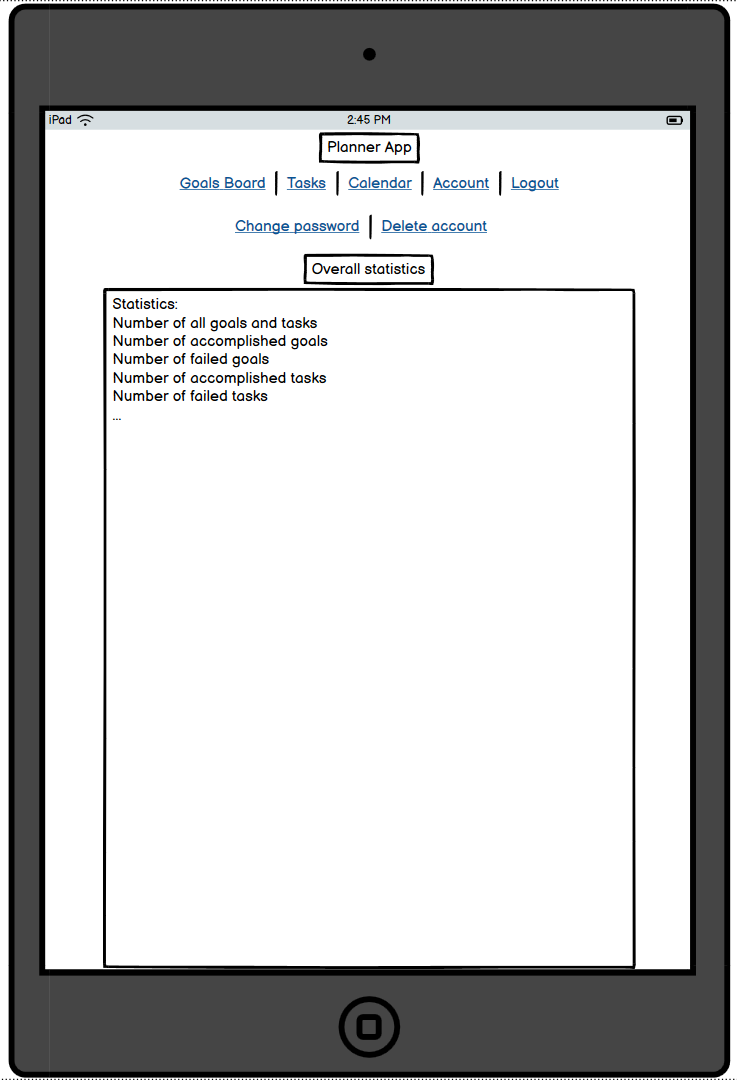 iPad 2:45 PM
Planner App
Goals Board Tasks Calendar Account Logout
Change password Delete account
Overall statistics
Statistics:
Number of all goals and tasks
Number of accomplished goals
Number of failed goals
Number of accomplished tasks
Number of failed tasks
...